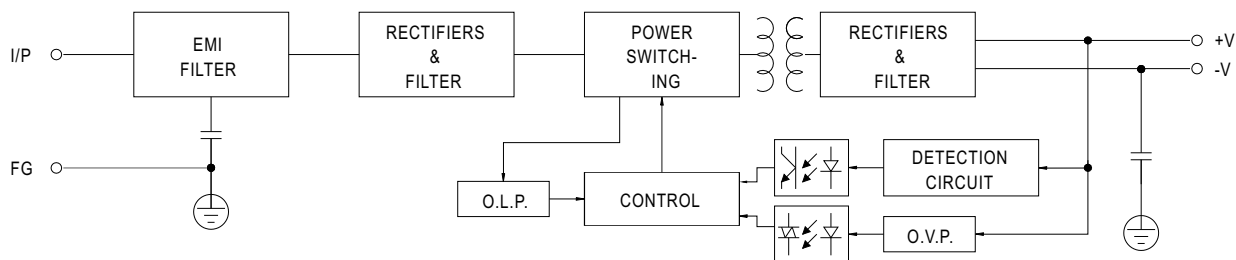 I/P
EMI
FILTER
RECTIFIERS
&
FILTER
POWER
SWITCH-
ING
RECTIFIERS
&
FILTER
+V
-V
FG
O.L.P.
CONTROL
DETECTION
CIRCUIT
O.V.P.